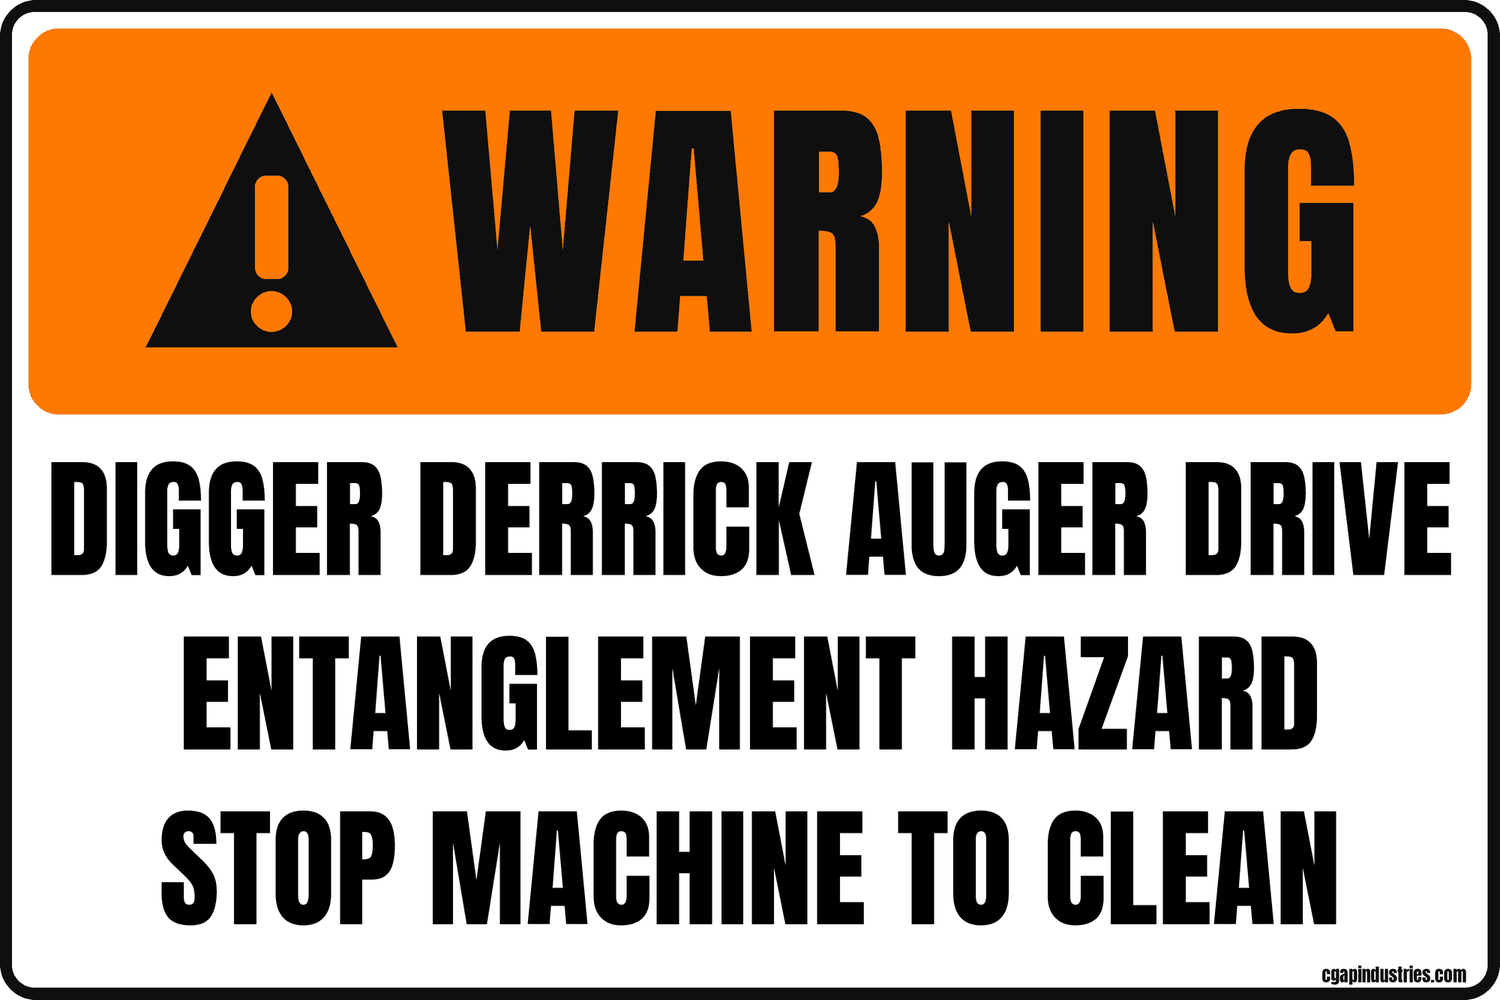 WARNING
DIGGER DERRICK AUGER DRIVE
ENTANGLEMENT HAZARD
STOP MACHINE TO CLEAN
cgapindustries.com